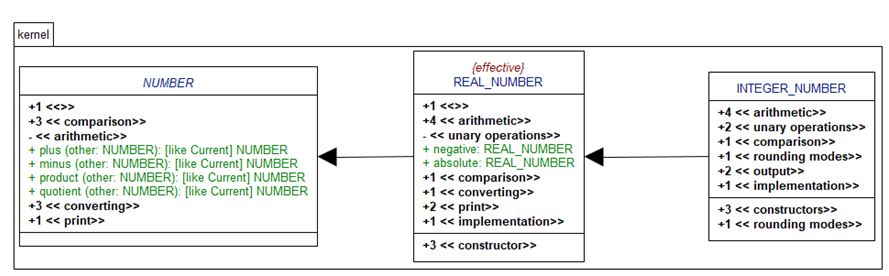 kernel
NUMBER
+1 <<>>
+3 << comparison>>
- << arithmetic>>
+ plus (other: NUMBER): [like Current] NUMBER
+ minus (other: NUMBER): [like Current] NUMBER
+ product (other: NUMBER): [like Current] NUMBER
+ quotient (other: NUMBER): [like Current] NUMBER
+3 << converting>>
+1 << print>>
{effective}
REAL_NUMBER
+1 <<>>
+4 << arithmetic>>
- << unary operations>>
+ negative: REAL_NUMBER
+ absolute: REAL_NUMBER
+1 << comparison>>
+1 << converting>>
+2 << print>>
+1 << implementation>>
+3 << constructor>>
INTEGER_NUMBER
+4 << arithmetic>>
+2 << unary operations>>
+1 << comparison>>
+1 << rounding modes>>
+2 << output>>
+1 << implementation>>
+3 << constructors>>
+1 << rounding modes>>